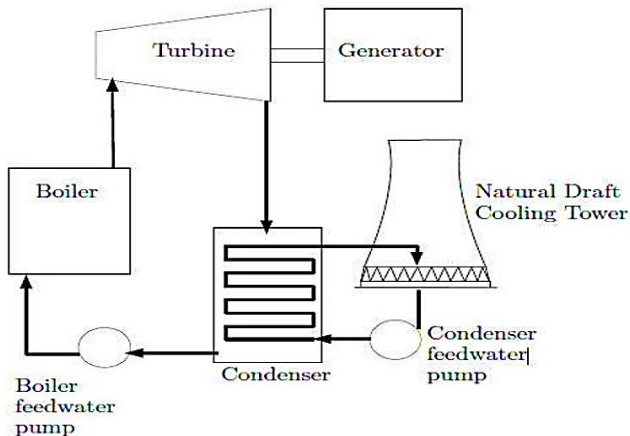 Turbine
Generator
Boiler
Natural Draft
Cooling Tower
Condenser
Condenser
feedwater
pump
Boiler
feedwater
pump